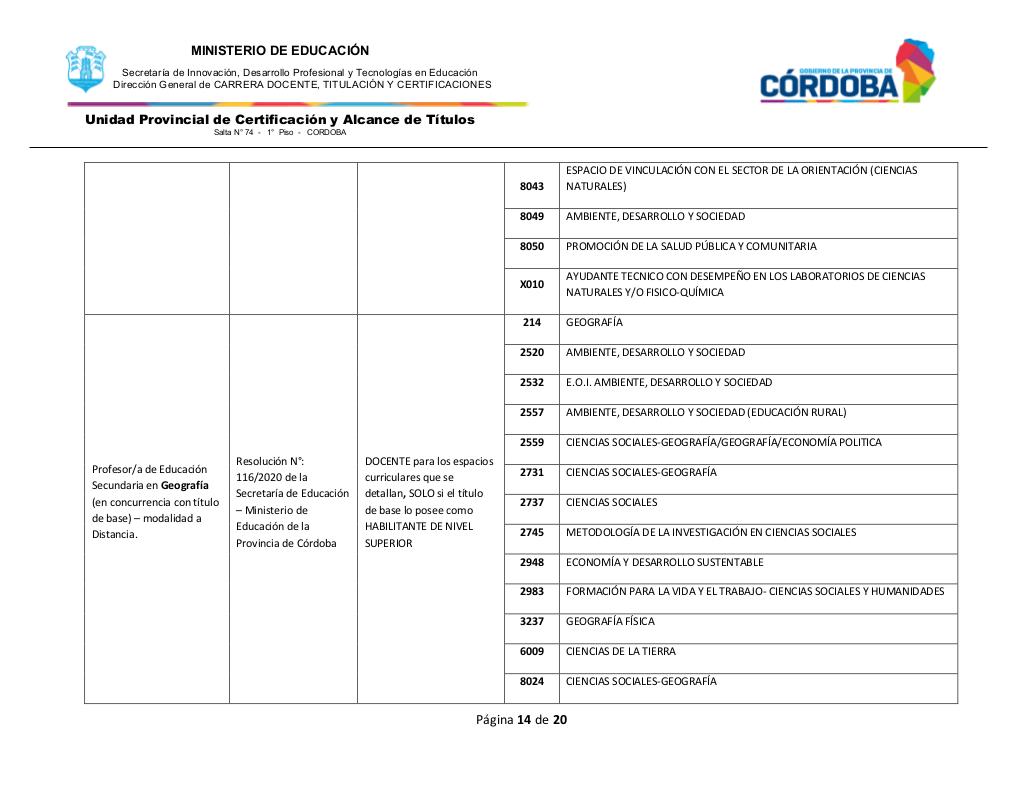 MINISTERIO DE EDUCACIÓN
Secretaría de Innovación, Desarrollo Profesional y Tecnologías en Educación
Dirección General de CARRERA DOCENTE, TITULACIÓN Y CERTIFICACIONES
Unidad Provincial de Certificación y Alcance de Títulos
Salta N° 74 - 1° Piso - CORDOBA
GOBIERNO DE LA PROVINCIA DE
CÓRDOBA
8043
ESPACIO DE VINCULACIÓN CON EL SECTOR DE LA ORIENTACIÓN (CIENCIAS
NATURALES)
8049 AMBIENTE, DESARROLLO Y SOCIEDAD
8050 PROMOCIÓN DE LA SALUD PÚBLICA Y COMUNITARIA
X010
AYUDANTE TECNICO CON DESEMPEÑO EN LOS LABORATORIOS DE CIENCIAS
NATURALES Y/O FISICO-QUÍMICA
Profesor/a de Educación
Secundaria en Geografía
(en concurrencia con título
de base) – modalidad a
Distancia.
Resolución N°:
116/2020 de la
Secretaría de Educación
– Ministerio de
Educación de la
Provincia de Córdoba
DOCENTE para los espacios
curriculares que se
detallan, SOLO si el título
de base lo posee como
HABILITANTE DE NIVEL
SUPERIOR
214 GEOGRAFÍA
2520 AMBIENTE, DESARROLLO Y SOCIEDAD
2532 E.O.I. AMBIENTE, DESARROLLO Y SOCIEDAD
2557 AMBIENTE, DESARROLLO Y SOCIEDAD (EDUCACIÓN RURAL)
2559 CIENCIAS SOCIALES-GEOGRAFÍA/GEOGRAFÍA/ECONOMÍA POLITICA
2731 CIENCIAS SOCIALES-GEOGRAFÍA
2737 CIENCIAS SOCIALES
2745 METODOLOGÍA DE LA INVESTIGACIÓN EN CIENCIAS SOCIALES
2948 ECONOMÍA Y DESARROLLO SUSTENTABLE
2983 FORMACIÓN PARA LA VIDA Y EL TRABAJO- CIENCIAS SOCIALES Y HUMANIDADES
3237 GEOGRAFÍA FÍSICA
6009 CIENCIAS DE LA TIERRA
8024 CIENCIAS SOCIALES-GEOGRAFÍA
Página 14 de 20